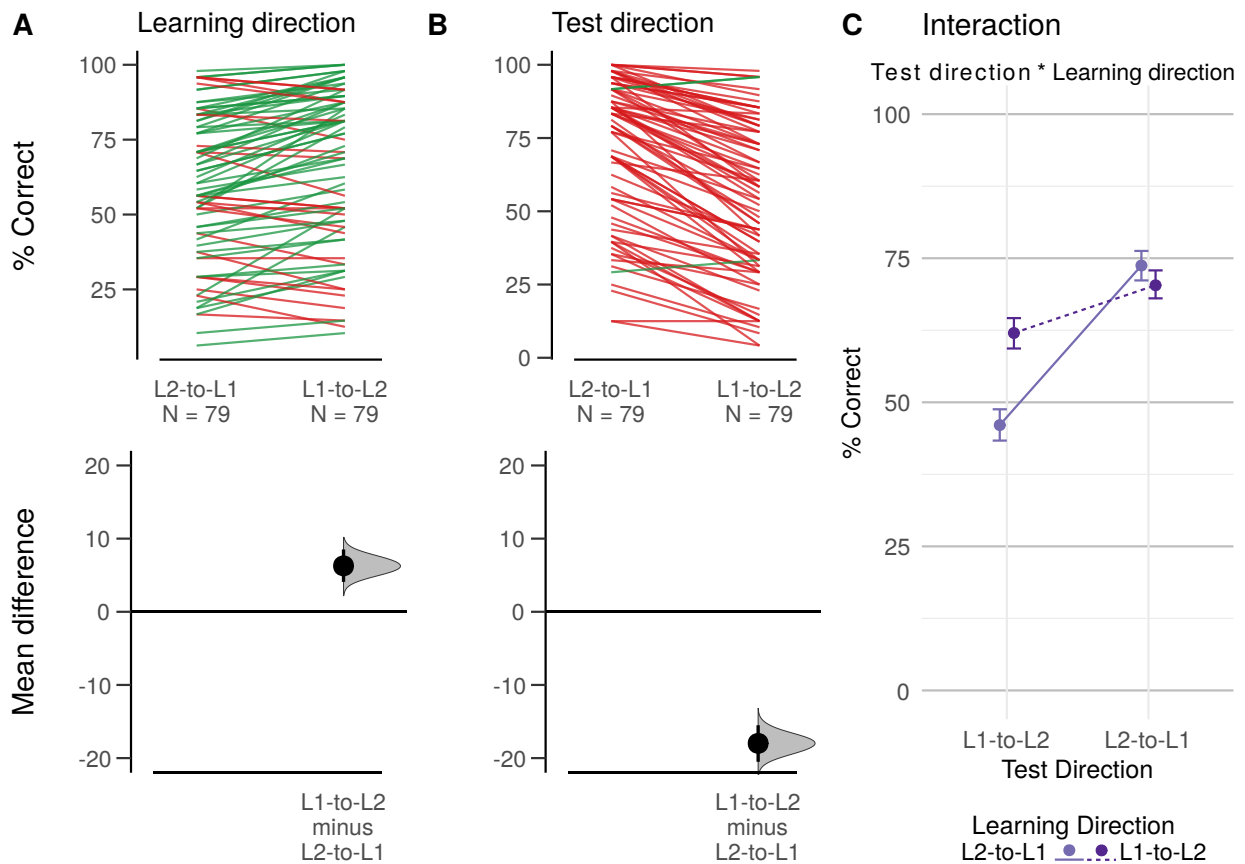 A Learning direction
% Correct
100
75
50
25
L2-to-L1 L1-to-L2
N = 79 N = 79
Mean difference
20
10
0
-10
-20
L1-to-L2
minus
L2-to-L1
B Test direction
100
75
50
25
0
L2-to-L1 L1-to-L2
N = 79 N = 79
20
10
0
-10
-20
L1-to-L2
minus
L2-to-L1
C Interaction
Test direction * Learning direction
% Correct
100
75
50
25
0
L1-to-L2 L2-to-L1
Test Direction
Learning Direction
L2-to-L1 L1-to-L2